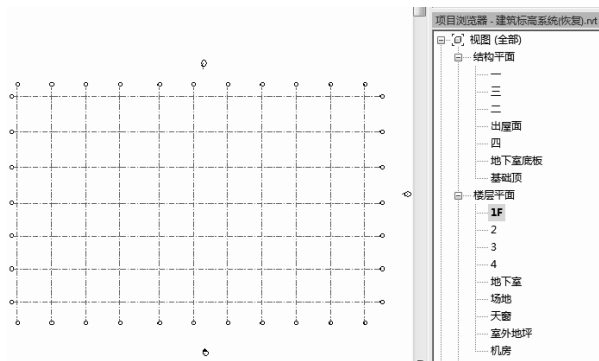 项目浏览器 - 建筑标高系统(恢复).rvt
视图 (全部)
结构平面
一
三
二
出屋面
四
地下室底板
基础顶
楼层平面
1F
2
3
4
地下室
场地
天窗
室外地坪
机房